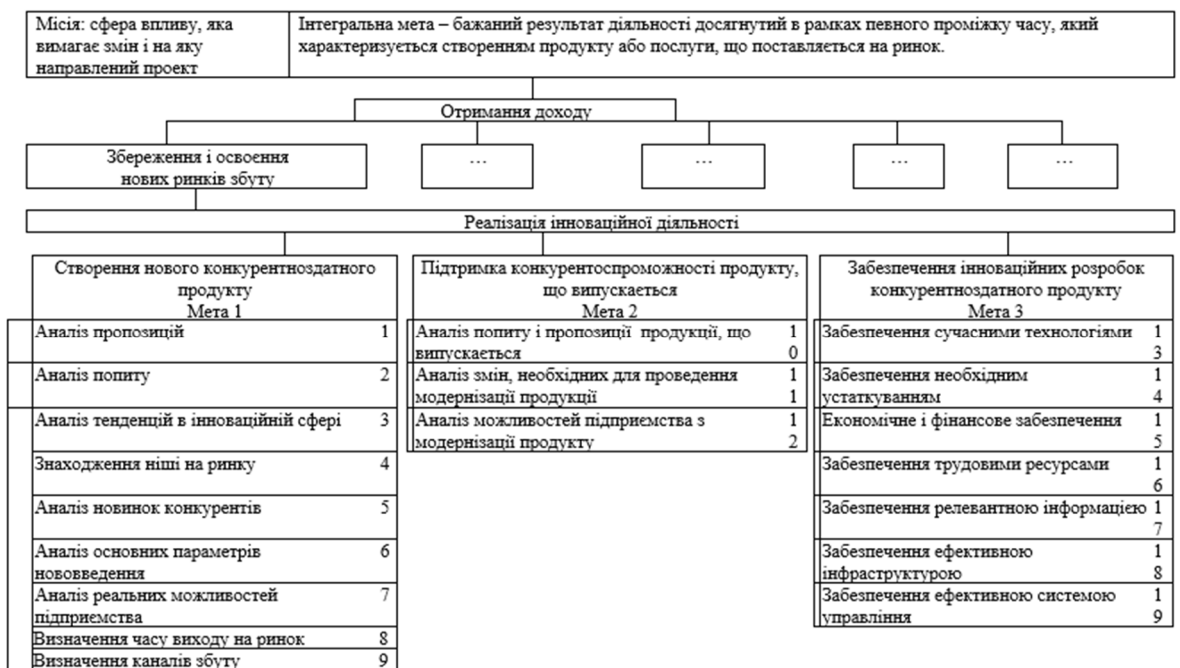 Місія: сфера впливу, яка
вимагає змін і на яку
направлений проект
Інтегральна мета – бажаний результат діяльності досягнутий в рамках певного проміжку часу, який
характеризується створенням продукту або послуги, що поставляється на ринок.
Отримання доходу
Збереження і освоєння
нових ринків збуту
...
...
...
...
Реалізація інноваційної діяльності
Створення нового конкурентноздатного
продукту
Мета 1
Аналіз пропозицій 1
Аналіз попиту 2
Аналіз тенденцій в інноваційній сфері 3
Знаходження ніші на ринку 4
Аналіз новинок конкурентів 5
Аналіз основних параметрів 6
нововведення
Аналіз реальних можливостей 7
підприємства
Визначення часу виходу на ринок 8
Визначення каналів збуту 9
Підтримка конкурентоспроможності продукту,
що випускається
Мета 2
Аналіз попиту і пропозиції продукції, що 1
випускається 0
Аналіз змін, необхідних для проведення 1
модернізації продукції 1
Аналіз можливостей підприємства з 1
модернізації продукту 2
Забезпечення інноваційних розробок
конкурентноздатного продукту
Мета 3
Забезпечення сучасними технологіями 1
3
Забезпечення необхідним 1
устаткуванням 4
Економічне і фінансове забезпечення 1
5
Забезпечення трудовими ресурсами 1
6
Забезпечення релевантною інформацією 1
7
Забезпечення ефективною 1
інфраструктурою 8
Забезпечення ефективною системою 1
управління 9